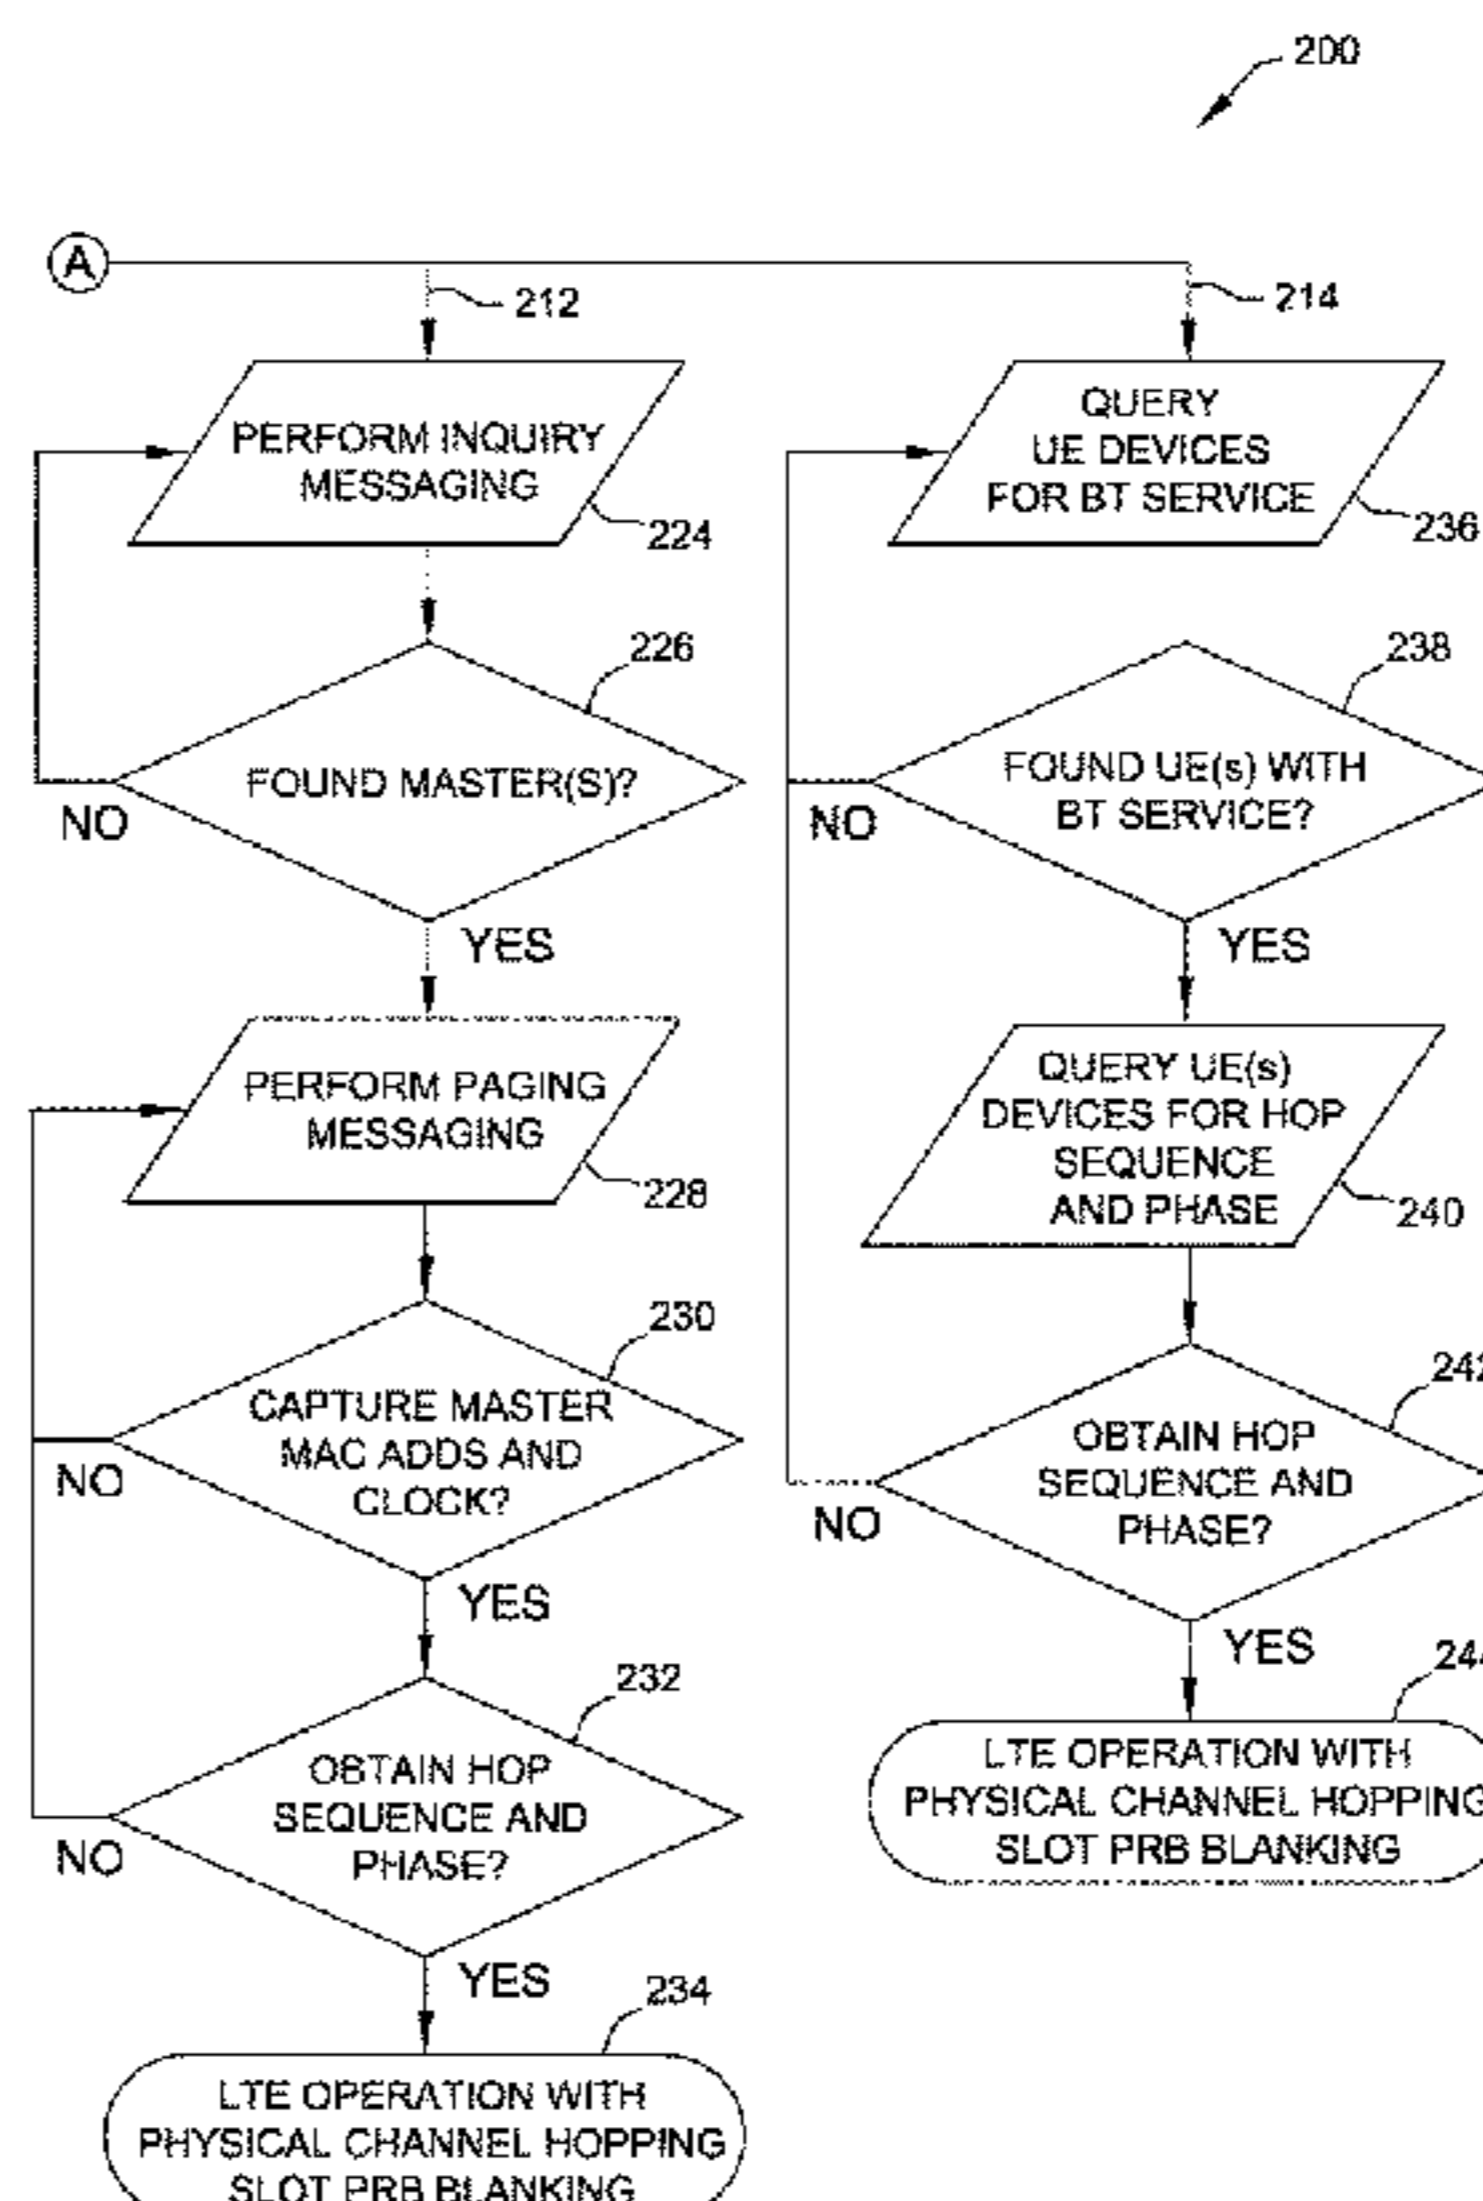 200
A
212
214
PERFORM INQUIRY
MESSAGING
224
QUERY
UE DEVICES
FOR BT SERVICE
236
226
FOUND MASTER(S)?
NO
YES
238
FOUND UE(s) WITH
BT SERVICE?
NO
YES
PERFORM PAGING
MESSAGING
228
QUERY UE(s)
DEVICES FOR HOP
SEQUENCE
AND PHASE
240
230
CAPTURE MASTER
MAC ADDS AND
CLOCK?
NO
YES
242
OBTAIN HOP
SEQUENCE AND
PHASE?
NO
YES
232
OBTAIN HOP
SEQUENCE AND
PHASE?
NO
YES
244
LTE OPERATION WITH
PHYSICAL CHANNEL HOPPING
SLOT PRB BLANKING
234
LTE OPERATION WITH
PHYSICAL CHANNEL HOPPING
SLOT PRB BLANKING